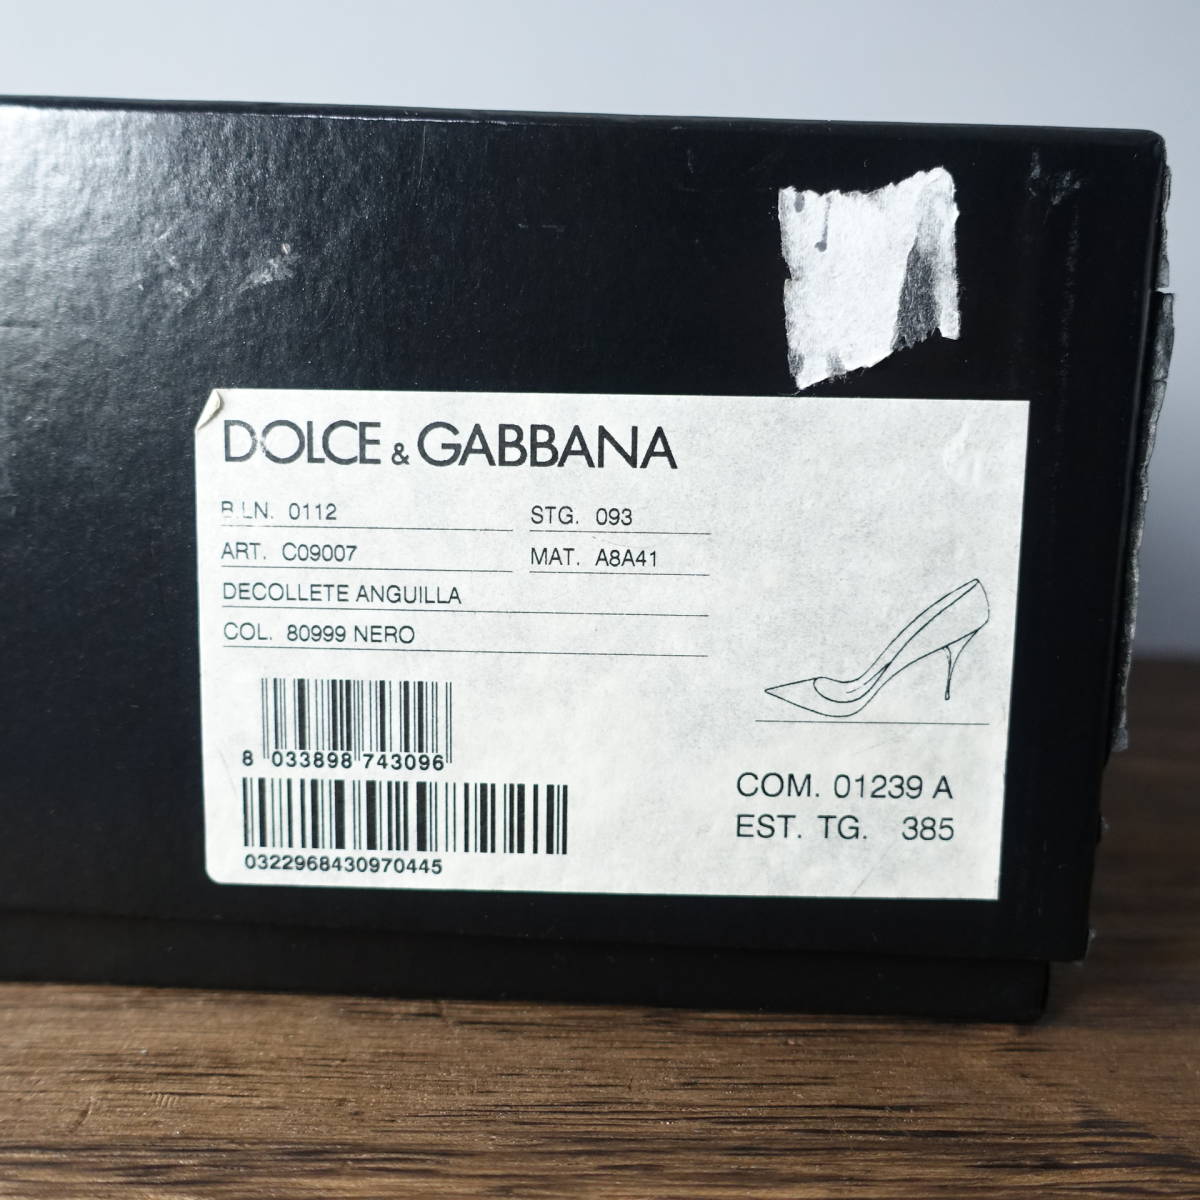 DOLCE & GABBANA
B.LN. 0112
STG. 093
ART. C09007
MAT. A8A41
DECOLLETE ANGUILLA
COL. 80999 NERO
8 033898 743096
0322968430970445
COM. 01239 A
EST. TG. 385